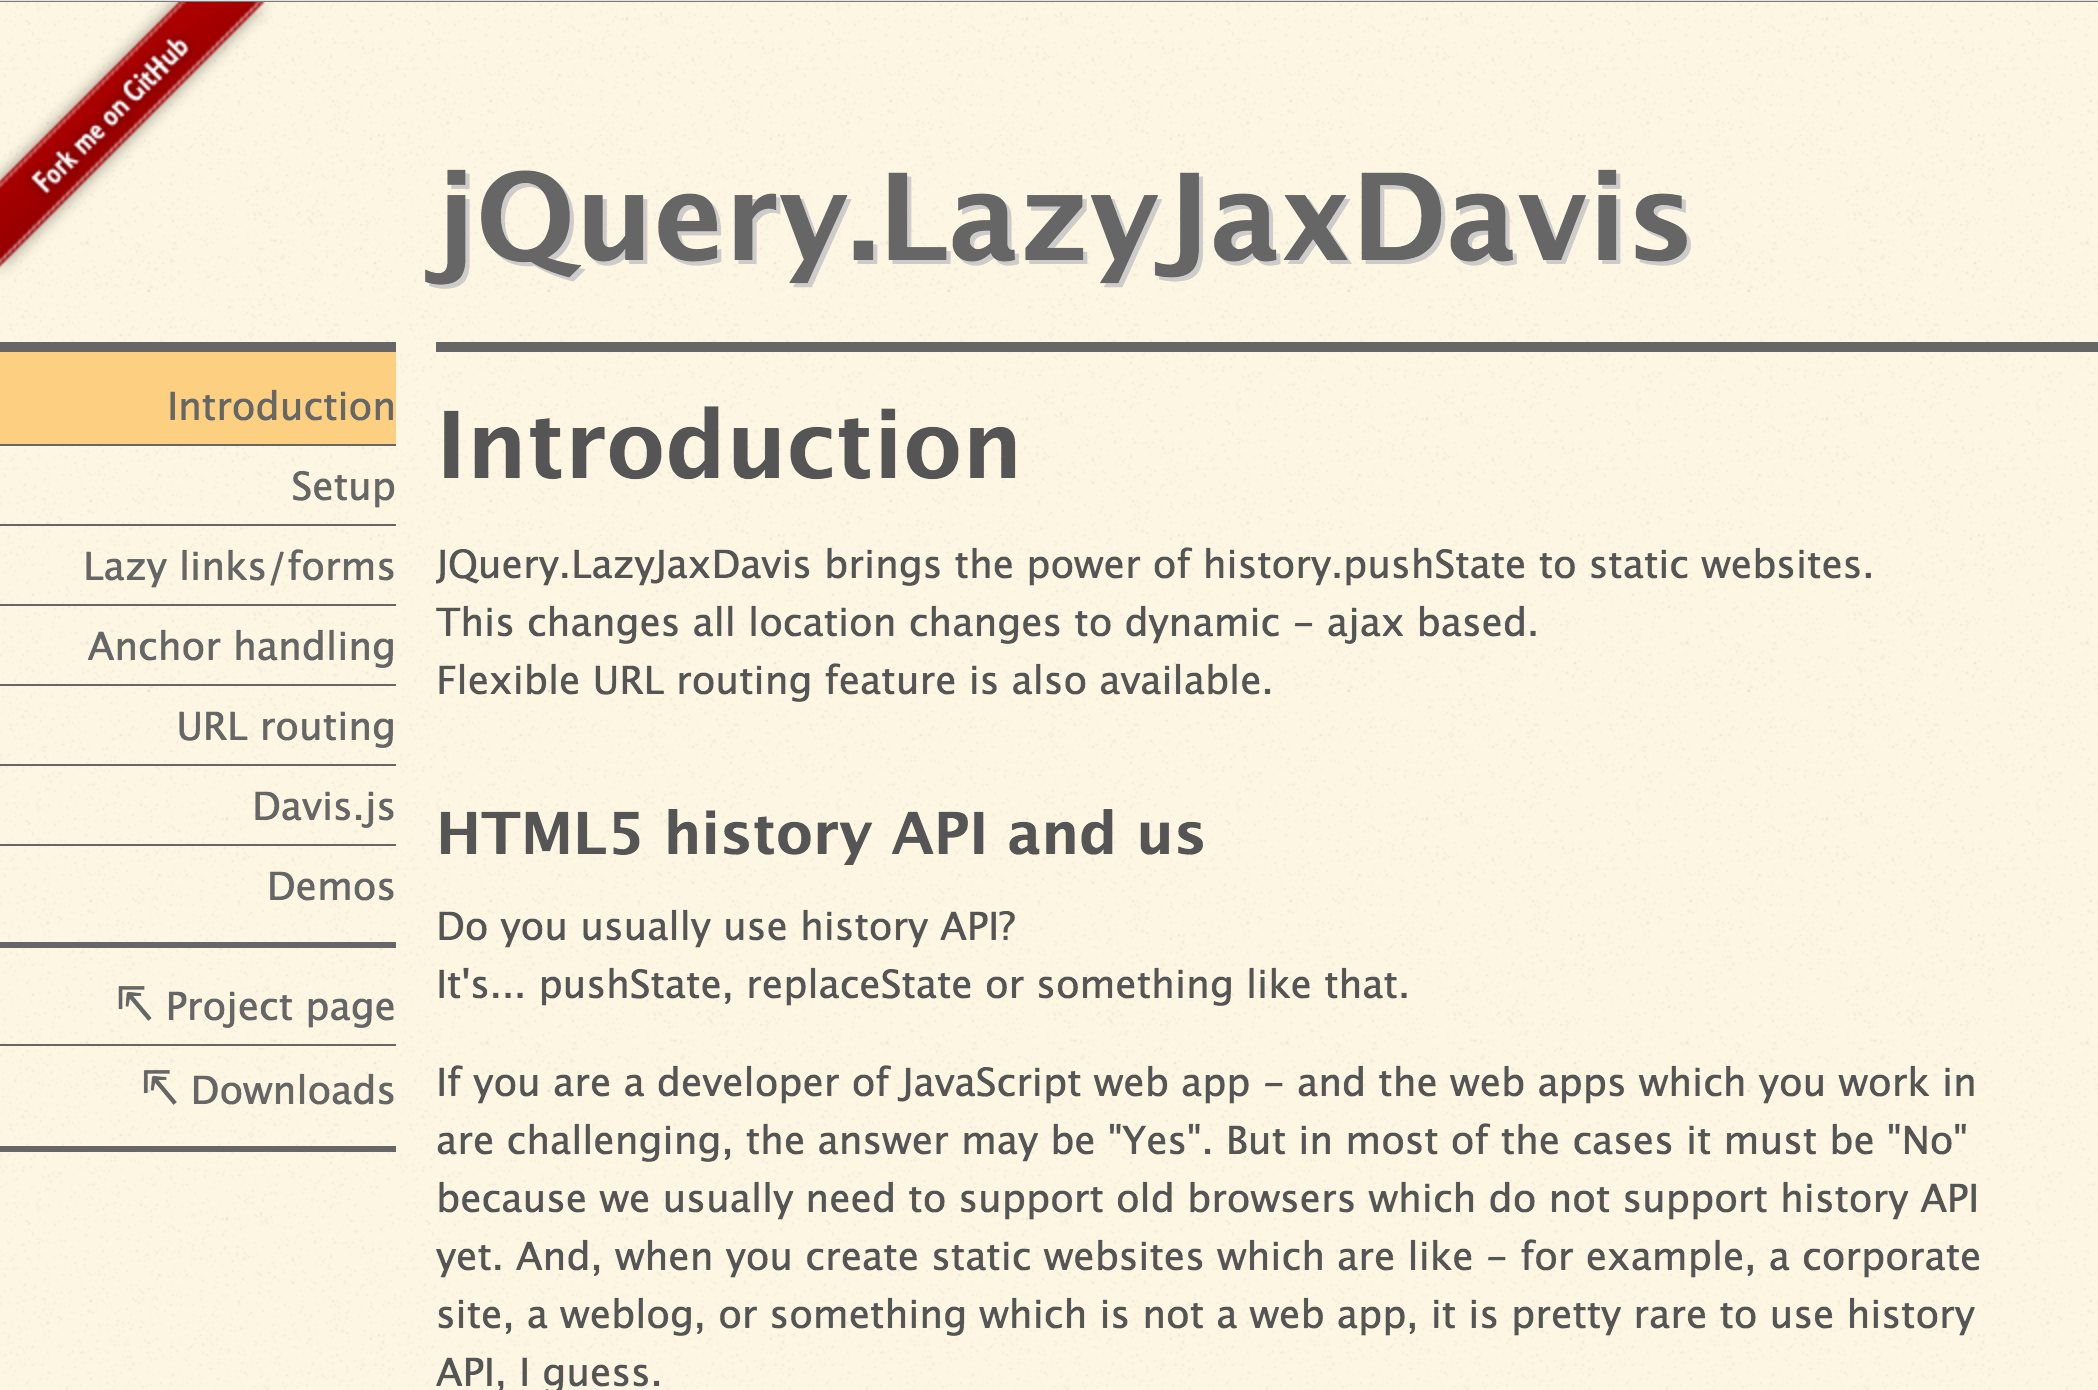 Fork me on GitHub
jQuery.LazyJaxDavis
Introduction
Setup
Lazy links/forms
Anchor handling
URL routing
Davis.js
Demos
Project page
Downloads
Introduction
JQuery.LazyJaxDavis brings the power of history.pushState to static websites.
This changes all location changes to dynamic - ajax based.
Flexible URL routing feature is also available.
HTML5 history API and us
Do you usually use history API?
It's... pushState, replaceState or something like that.
If you are a developer of JavaScript web app - and the web apps which you work in
are challenging, the answer may be "Yes". But in most of the cases it must be "No"
because we usually need to support old browsers which do not support history API
yet. And, when you create static websites which are like - for example, a corporate
site, a weblog, or something which is not a web app, it is pretty rare to use history
API, I guess.